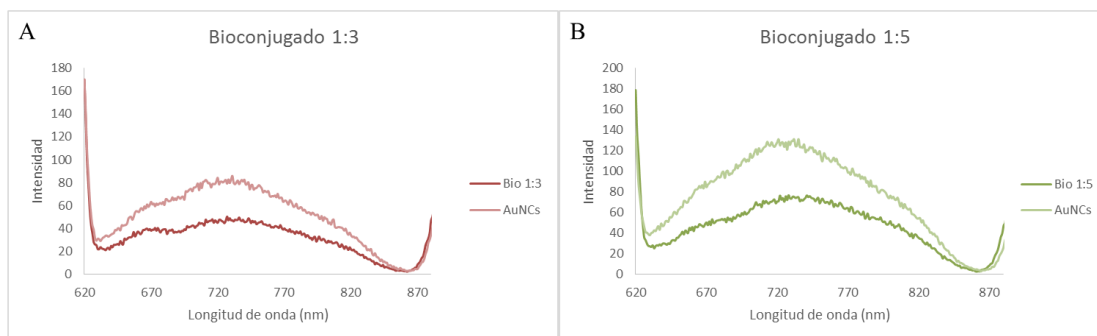 A
Bioconjugado 1:3
180
160
140
120
100
80
60
40
20
0
620 670 720 770 820 870
Intensidad
Longitud de onda (nm)
Bio 1:3
AuNCs
B
Bioconjugado 1:5
200
180
160
140
120
100
80
60
40
20
0
620 670 720 770 820 870
Intensidad
Longitud de onda (nm)
Bio 1:5
AuNCs